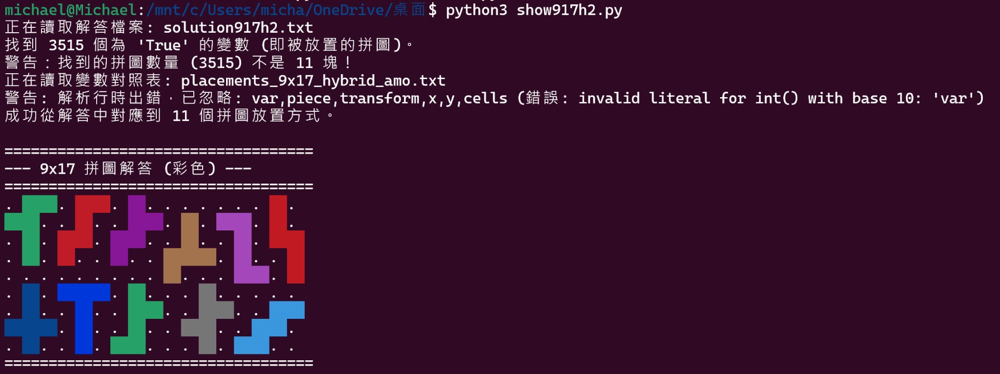 michael@Michael:/mnt/c/Users/micha/OneDrive/桌面$ python3 show917h2.py
正在讀取解答檔案: solution917h2.txt
找到 3515 個為 'True' 的變數 (即被放置的拼圖)。
警告：找到的拼圖數量 (3515) 不是 11 塊！
正在讀取變數對照表: placements_9x17_hybrid_amo.txt
警告: 解析行時出錯，已忽略: var,piece,transform,x,y,cells (錯誤: invalid literal for int() with base 10: 'var')
成功從解答中對應到 11 個拼圖放置方式。
===================================
--- 9x17 拼圖解答 (彩色) ---
===================================
. . . . . . . . . . .
. . . . . . . .
. . . . . . . .
. . . . . . . . .
. . . . . . . . . . . . .
. . . . . . . . . . .
. . . . . . . . .
. . . . . . . .
. . . . . . . . . .
===================================